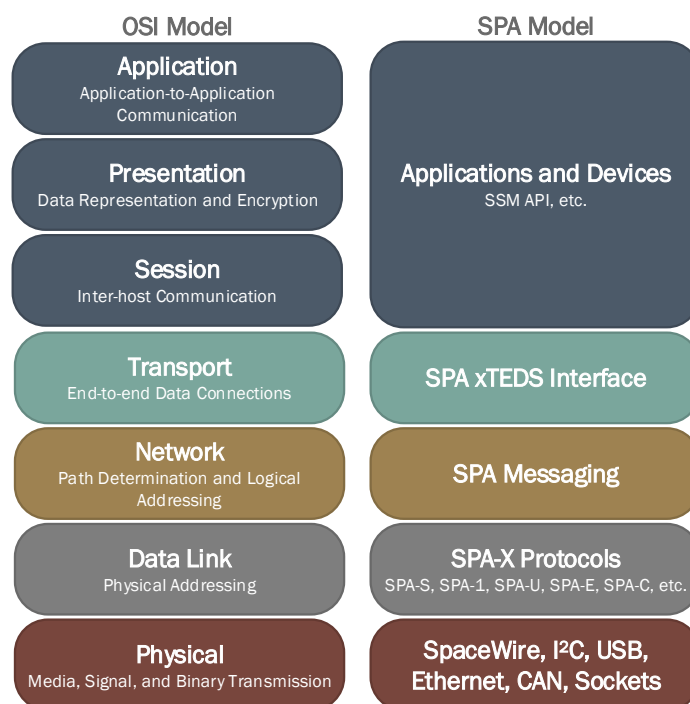 OSI Model
Application
Application-to-Application
Communication
Presentation
Data Representation and Encryption
Session
Inter-host Communication
Transport
End-to-end Data Connections
Network
Path Determination and Logical
Addressing
Data Link
Physical Addressing
Physical
Media, Signal, and Binary Transmission
SPA Model
Applications and Devices
SSM API, etc.
SPA xTEDS Interface
SPA Messaging
SPA-X Protocols
SPA-S, SPA-1, SPA-U, SPA-E, SPA-C, etc.
SpaceWire, I²C, USB,
Ethernet, CAN, Sockets